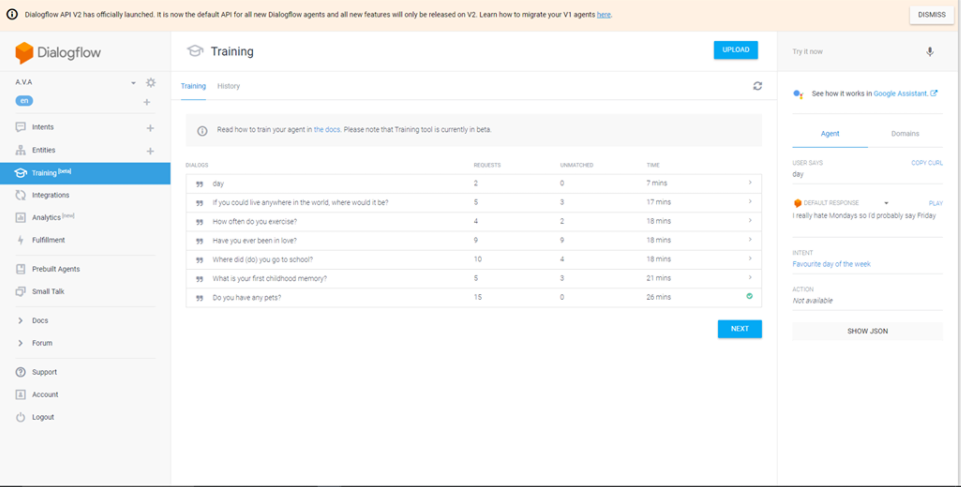 Dialogflow API V2 has officially launched. It is now the default API for all new Dialogflow agents and all new features will only be released on V2. Learn how to migrate your V1 agents here.
DISMISS
Dialogflow
A.V.A
en
Intents
Entities
Training [beta]
Integrations
Analytics [new]
Fulfillment
Prebuilt Agents
Small Talk
Docs
Forum
Support
Account
Logout
Training
UPLOAD
Training History
Read how to train your agent in the docs. Please note that Training tool is currently in beta.
DIALOGS REQUESTS UNMATCHED TIME
day 2 0 7 mins
If you could live anywhere in the world, where would it be? 5 3 17 mins
How often do you exercise? 4 2 18 mins
Have you ever been in love? 9 9 18 mins
Where did (do) you go to school? 10 4 18 mins
What is your first childhood memory? 5 3 21 mins
Do you have any pets? 15 0 26 mins
NEXT
Try it now
See how it works in Google Assistant.
Agent Domains
USER SAYS COPY CURL
day
DEFAULT RESPONSE PLAY
I really hate Mondays so I'd probably say Friday
INTENT
Favourite day of the week
ACTION
Not available
SHOW JSON